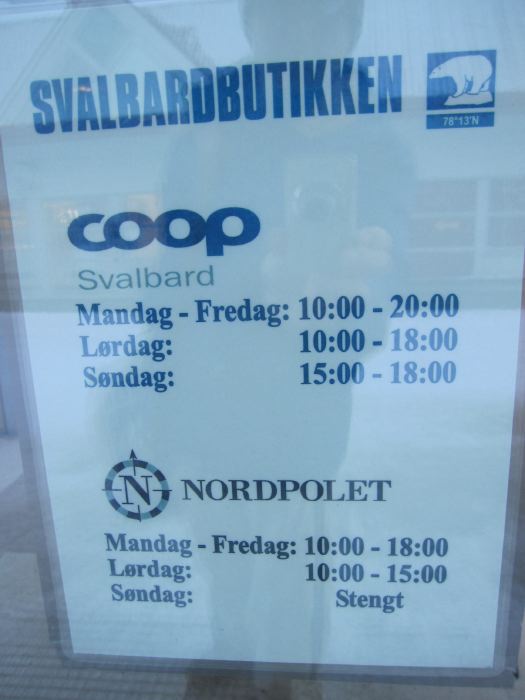 SVALBARDBUTIKKEN
78°13'N
coop
Svalbard
Mandag - Fredag: 10:00 - 20:00
Lørdag: 10:00 - 18:00
Søndag: 15:00 - 18:00
N NORDPOLET
Mandag - Fredag: 10:00 - 18:00
Lørdag: 10:00 - 15:00
Søndag: Stengt